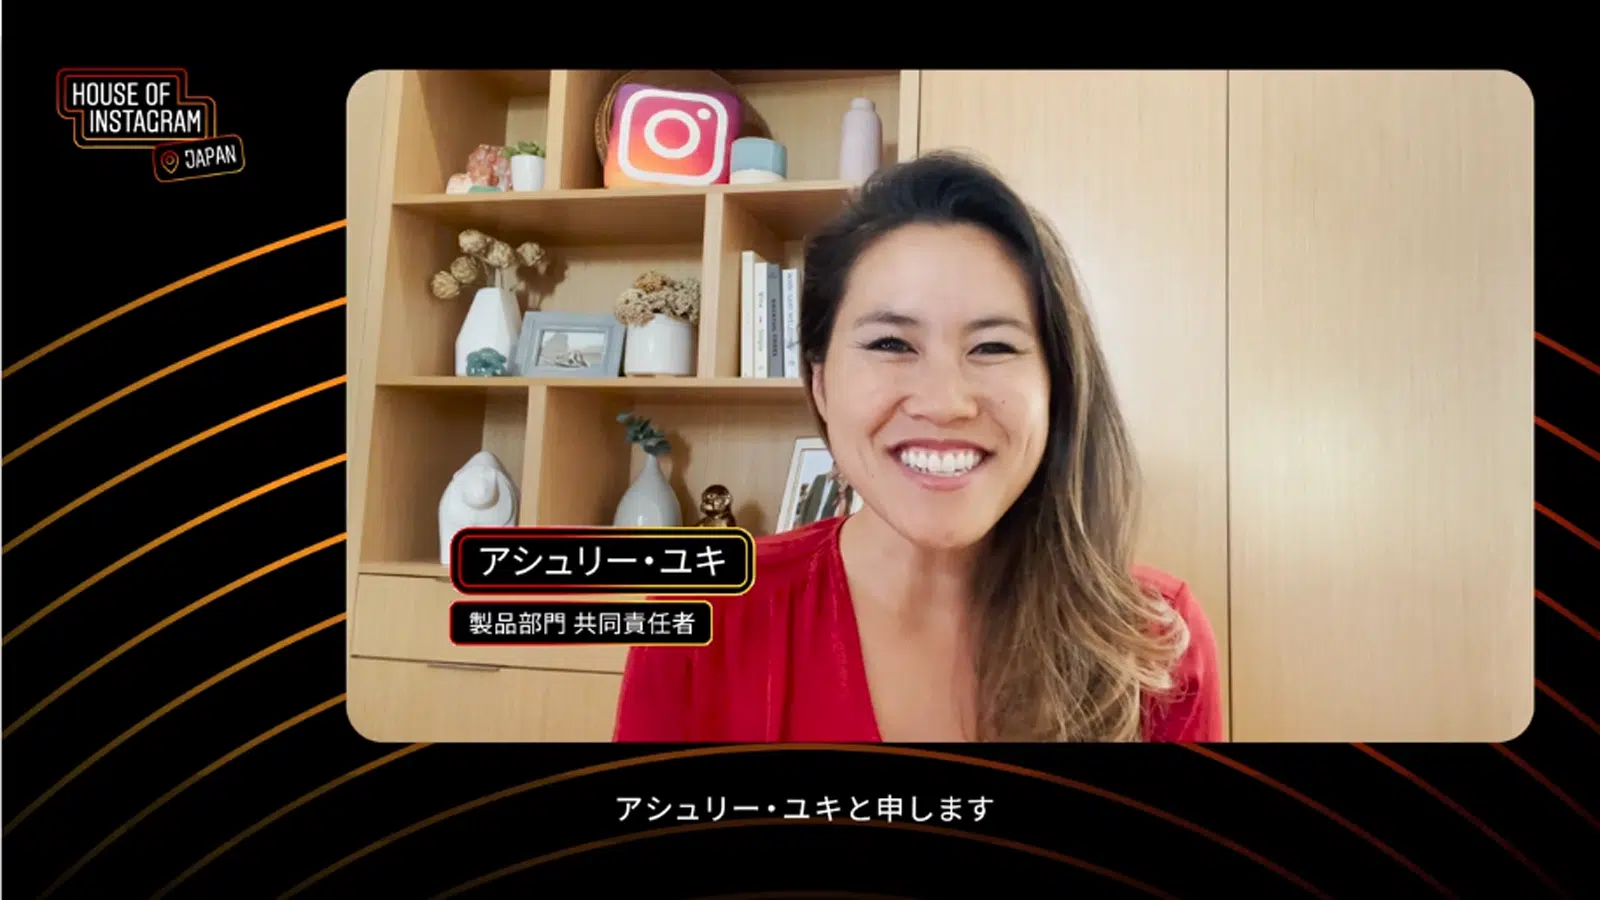 HOUSE OF
INSTAGRAM
JAPAN
アシュリー・ユキ
製品部門 共同責任者
アシュリー・ユキと申します